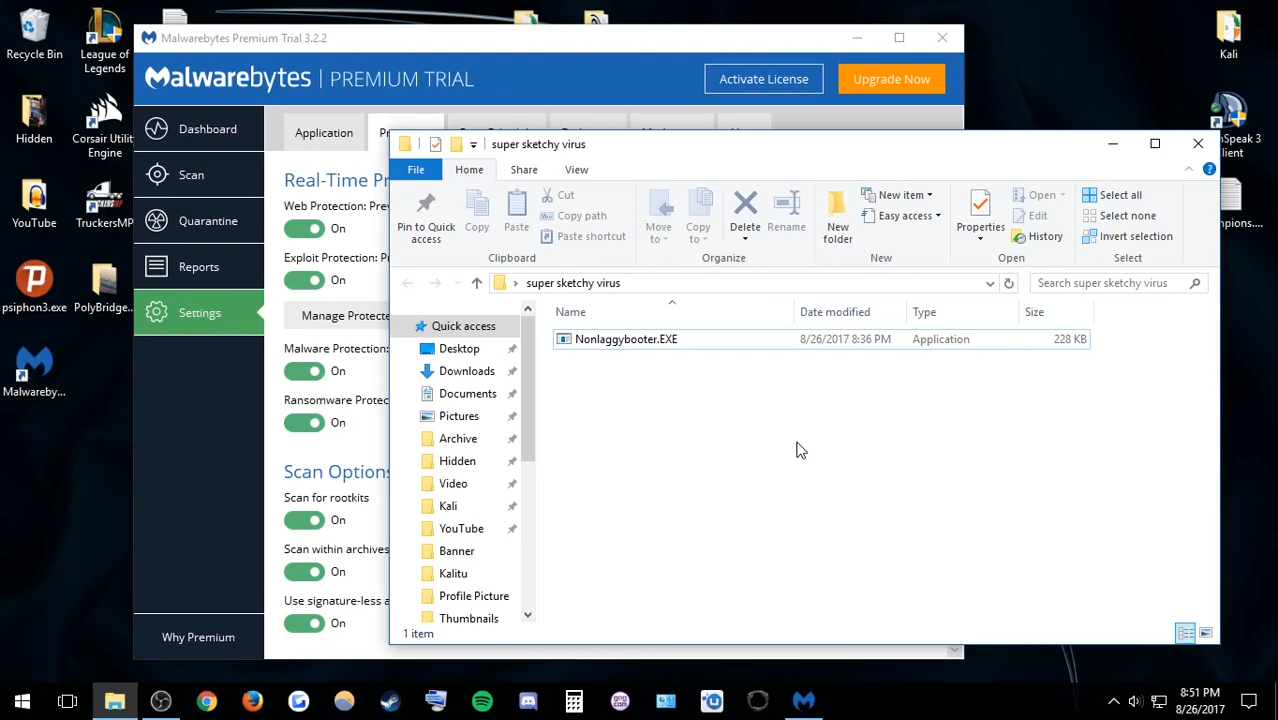 Recycle Bin
League of Legends
Hidden
Corsair Utility Engine
YouTube
TruckersMP
psiphon3.exe
PolyBridge...
Malwareby...
Kali
Malwarebytes Premium Trial 3.2.2
Malwarebytes | PREMIUM TRIAL
Activate License
Upgrade Now
Dashboard
Scan
Quarantine
Reports
Settings
Why Premium
Application
Real-Time Pr
Web Protection: Prev
On
Exploit Protection: P
On
Manage Protecte
Malware Protection:
On
Ransomware Protec
On
Scan Options
Scan for rootkits
On
Scan within archives
On
Use signature-less a
On
super sketchy virus
File
Home
Share
View
Pin to Quick access
Copy
Paste
Cut
Copy path
Paste shortcut
Clipboard
Move to
Copy to
Delete
Rename
Organize
New folder
New item
Easy access
New
Properties
Open
Edit
History
Open
Select all
Select none
Invert selection
Select
super sketchy virus
Search super sketchy virus
Name
Date modified
Type
Size
Nonlaggybooter.EXE
8/26/2017 8:36 PM
Application
228 KB
Quick access
Desktop
Downloads
Documents
Pictures
Archive
Hidden
Video
Kali
YouTube
Banner
Kalitu
Profile Picture
Thumbnails
1 item
nSpeak 3
Client
npions....
8:51 PM
8/26/2017